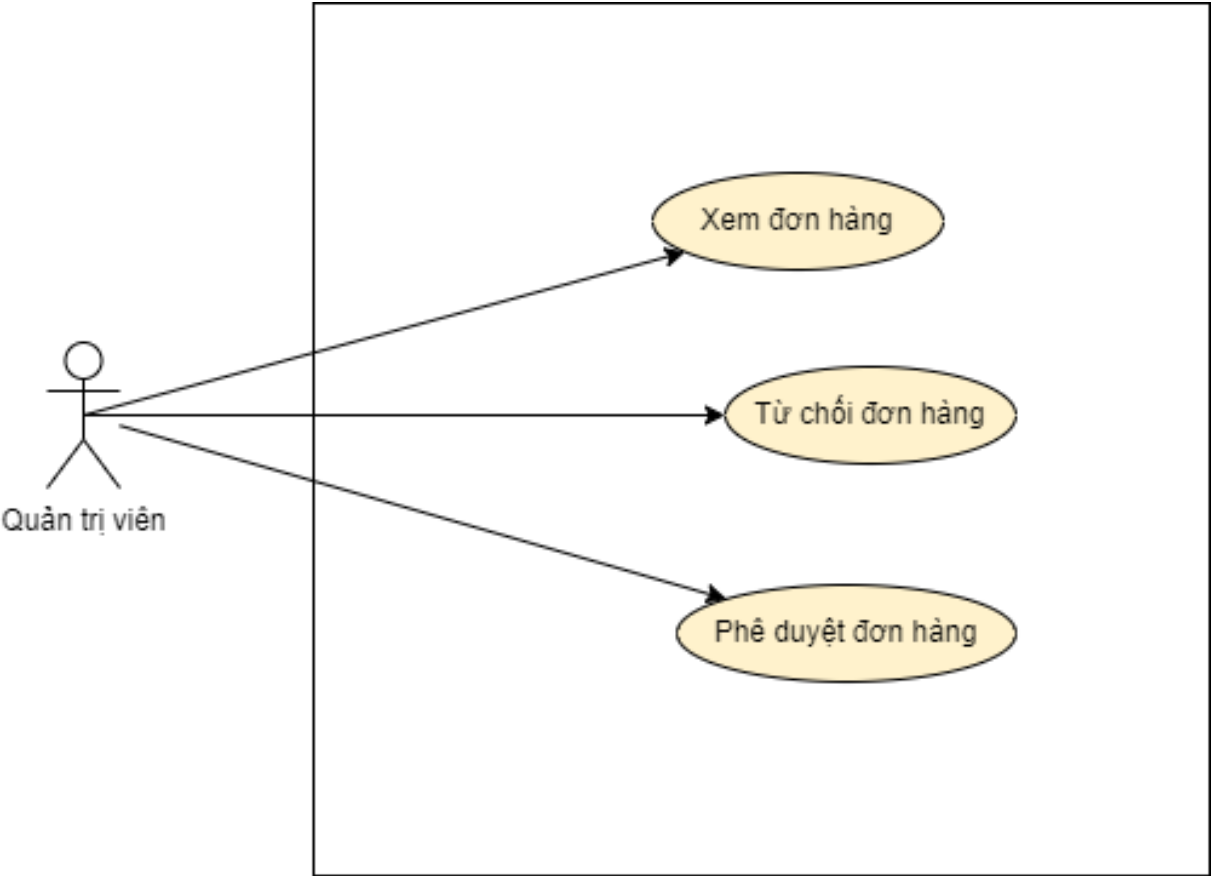 Xem đơn hàng
Từ chối đơn hàng
Quản trị viên
Phê duyệt đơn hàng